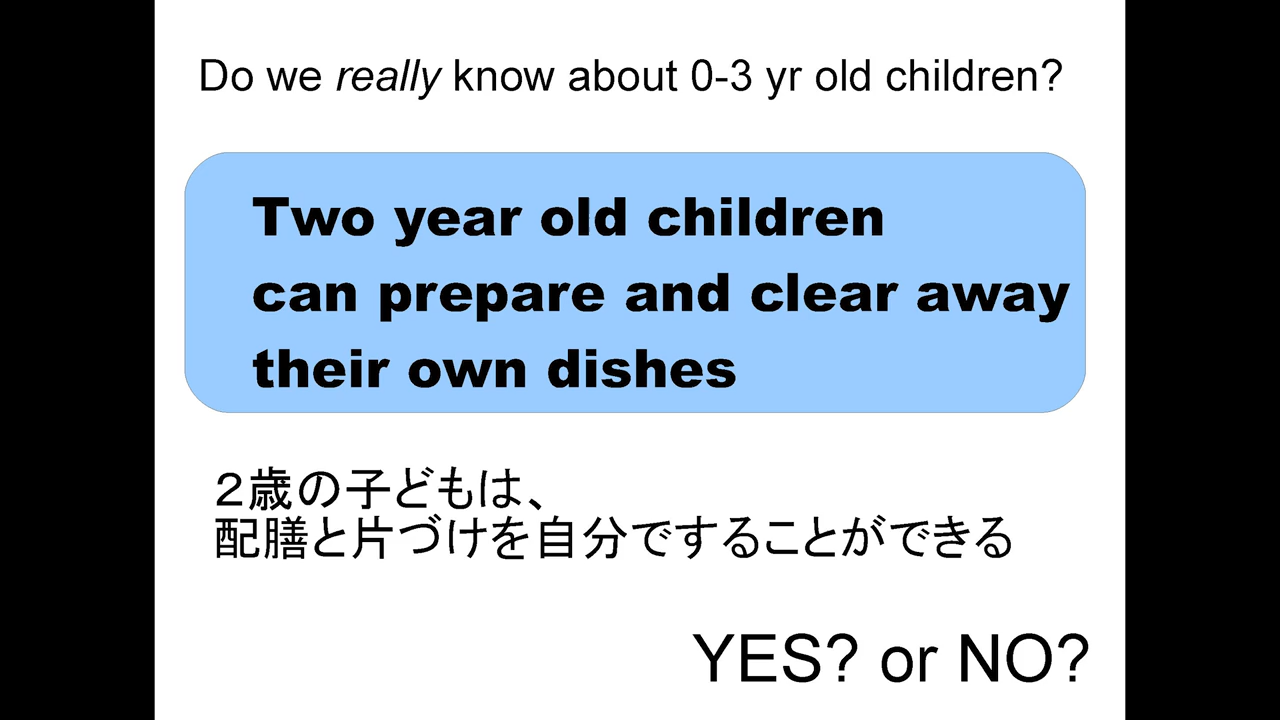 Do we really know about 0-3 yr old children?
Two year old children
can prepare and clear away
their own dishes
２歳の子どもは、
配膳と片づけを自分ですることができる
YES? or NO?